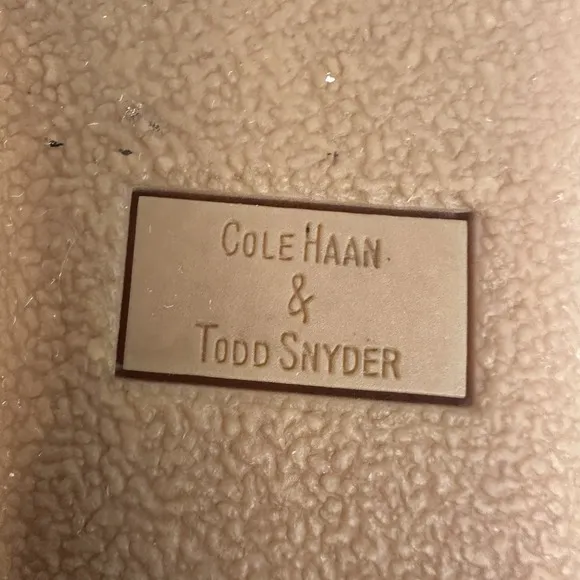 COLE HAAN
&
TODD SNYDER